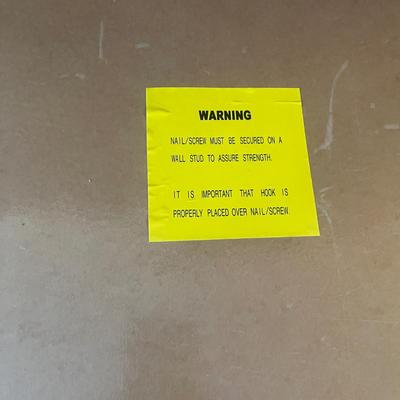 WARNING
NAIL/SCREW MUST BE SECURED ON A
WALL STUD TO ASSURE STRENGTH.
IT IS IMPORTANT THAT HOOK IS
PROPERLY PLACED OVER NAIL/SCREW.